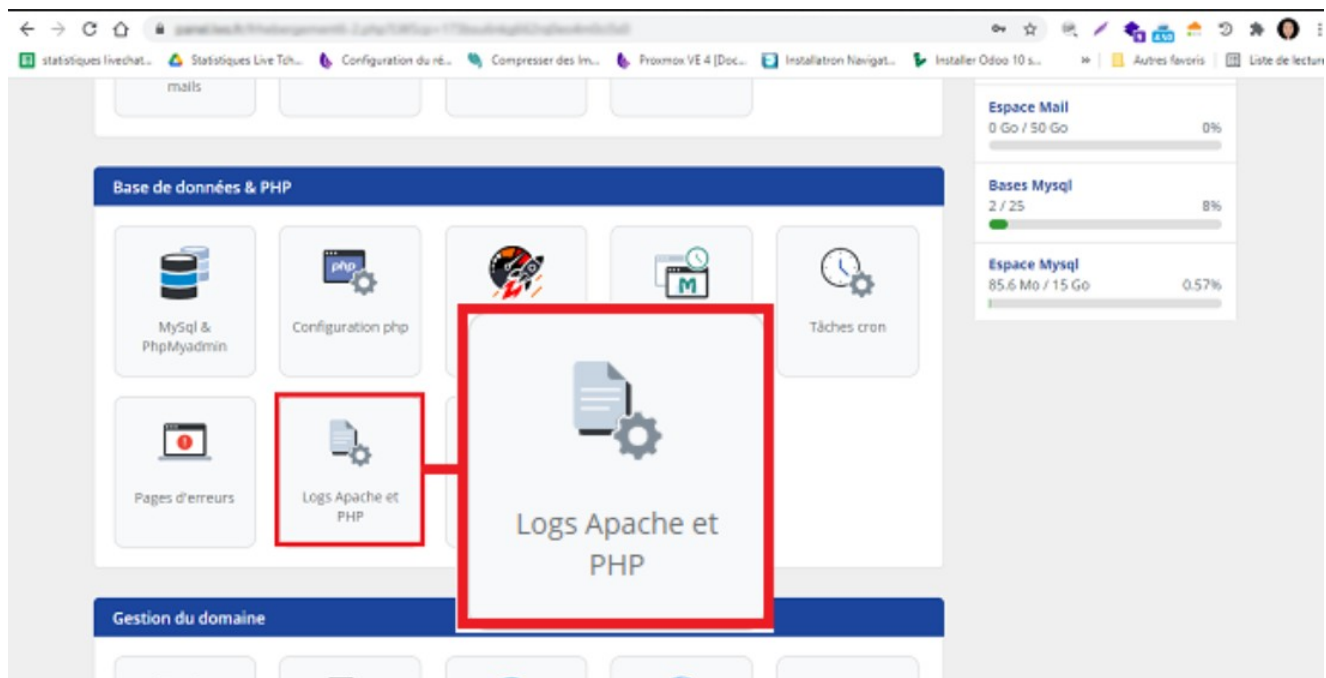 statistiques livechat...
Statistiques Live Tch...
Configuration du ré...
Compresser des Im...
Proxmox VE 4 [Doc...
Installatron Navigat...
Installer Odoo 10 s...
»
Autres favoris
Liste de lecture
mails
Espace Mail
0 Go / 50 Go
0%
Base de données & PHP
Bases Mysql
2 / 25
8%
php
M
Espace Mysql
85.6 Mo / 15 Go
0.57%
MySql &
PhpMyadmin
Configuration php
Tâches cron
Pages d'erreurs
Logs Apache et
PHP
Logs Apache et
PHP
Gestion du domaine